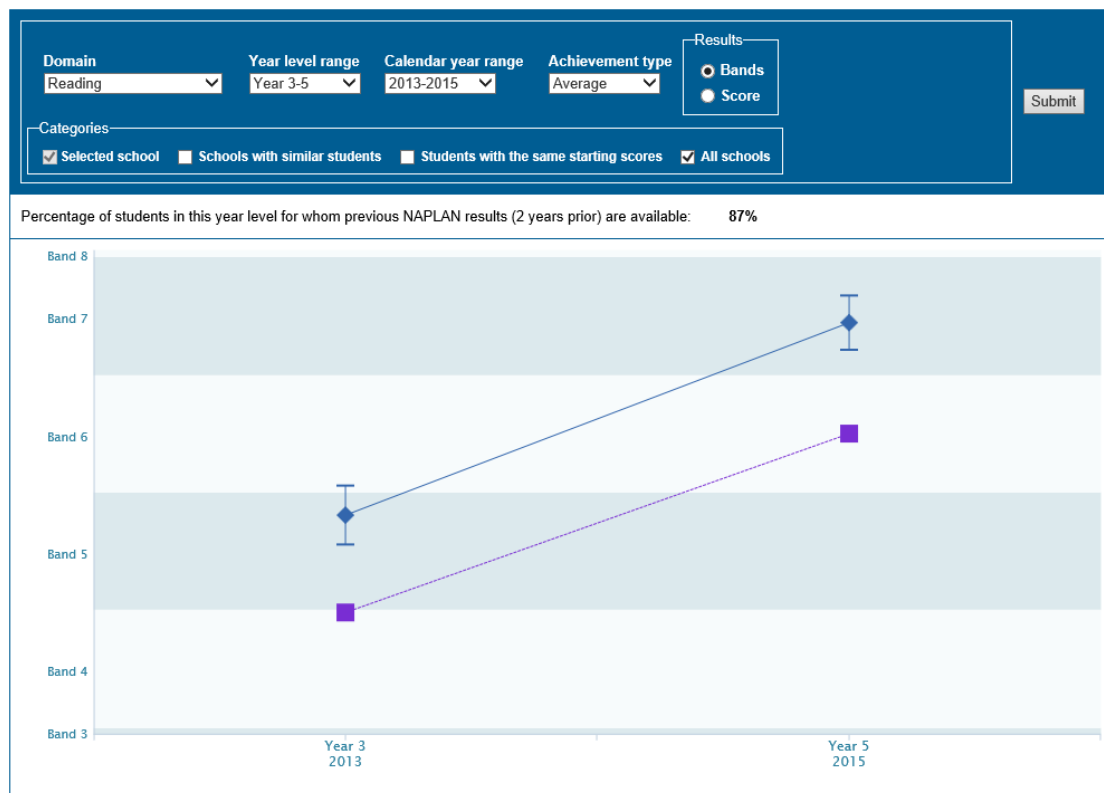 Domain
Reading
Year level range
Year 3-5
Calendar year range
2013-2015
Achievement type
Average
Results
Bands
Score
Submit
Categories
Selected school
Schools with similar students
Students with the same starting scores
All schools
Percentage of students in this year level for whom previous NAPLAN results (2 years prior) are available: 87%
Band 8
Band 7
Band 6
Band 5
Band 4
Band 3
Year 3
2013
Year 5
2015